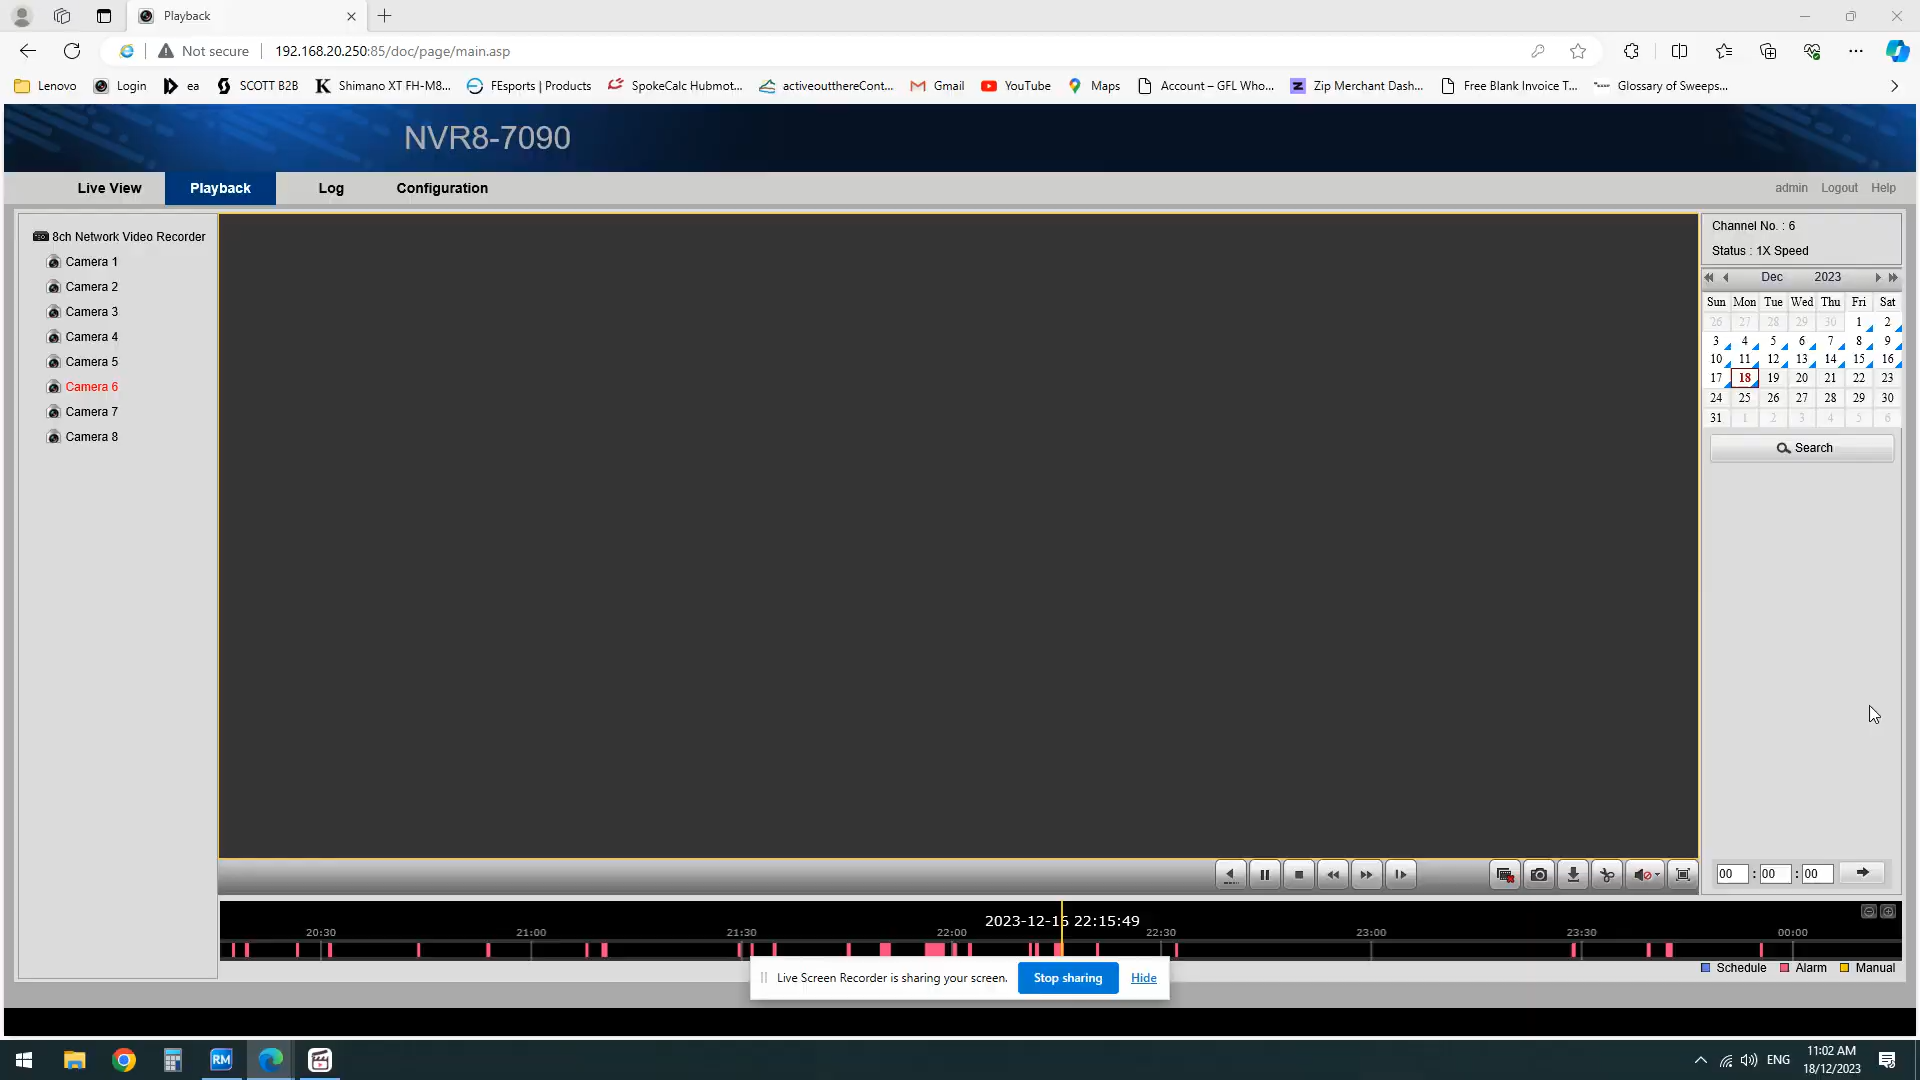 Playback
Not secure
192.168.20.250:85/doc/page/main.asp
Lenovo Login ea SCOTT B2B Shimano XT FH-M8... FEsports | Products SpokeCalc Hubmot... activeouthereCont... Gmail YouTube Maps Account – GFL Who... Zip Merchant Dash... Free Blank Invoice T... Glossary of Sweeps...
NVR8-7090
Live View Playback Log Configuration admin Logout Help
8ch Network Video Recorder
Camera 1
Camera 2
Camera 3
Camera 4
Camera 5
Camera 6
Camera 7
Camera 8
Channel No. : 6
Status : 1X Speed
Dec 2023
Sun Mon Tue Wed Thu Fri Sat
26 27 28 29 30 1 2
3 4 5 6 7 8 9
10 11 12 13 14 15 16
17 18 19 20 21 22 23
24 25 26 27 28 29 30
31 1 2 3 4 5 6
Search
00 : 00 : 00
2023-12-16 22:15:49
20:30 21:00 21:30 22:00 22:30 23:00 23:30 00:00
Schedule Alarm Manual
Live Screen Recorder is sharing your screen. Stop sharing Hide
RM
ENG
11:02 AM
18/12/2023